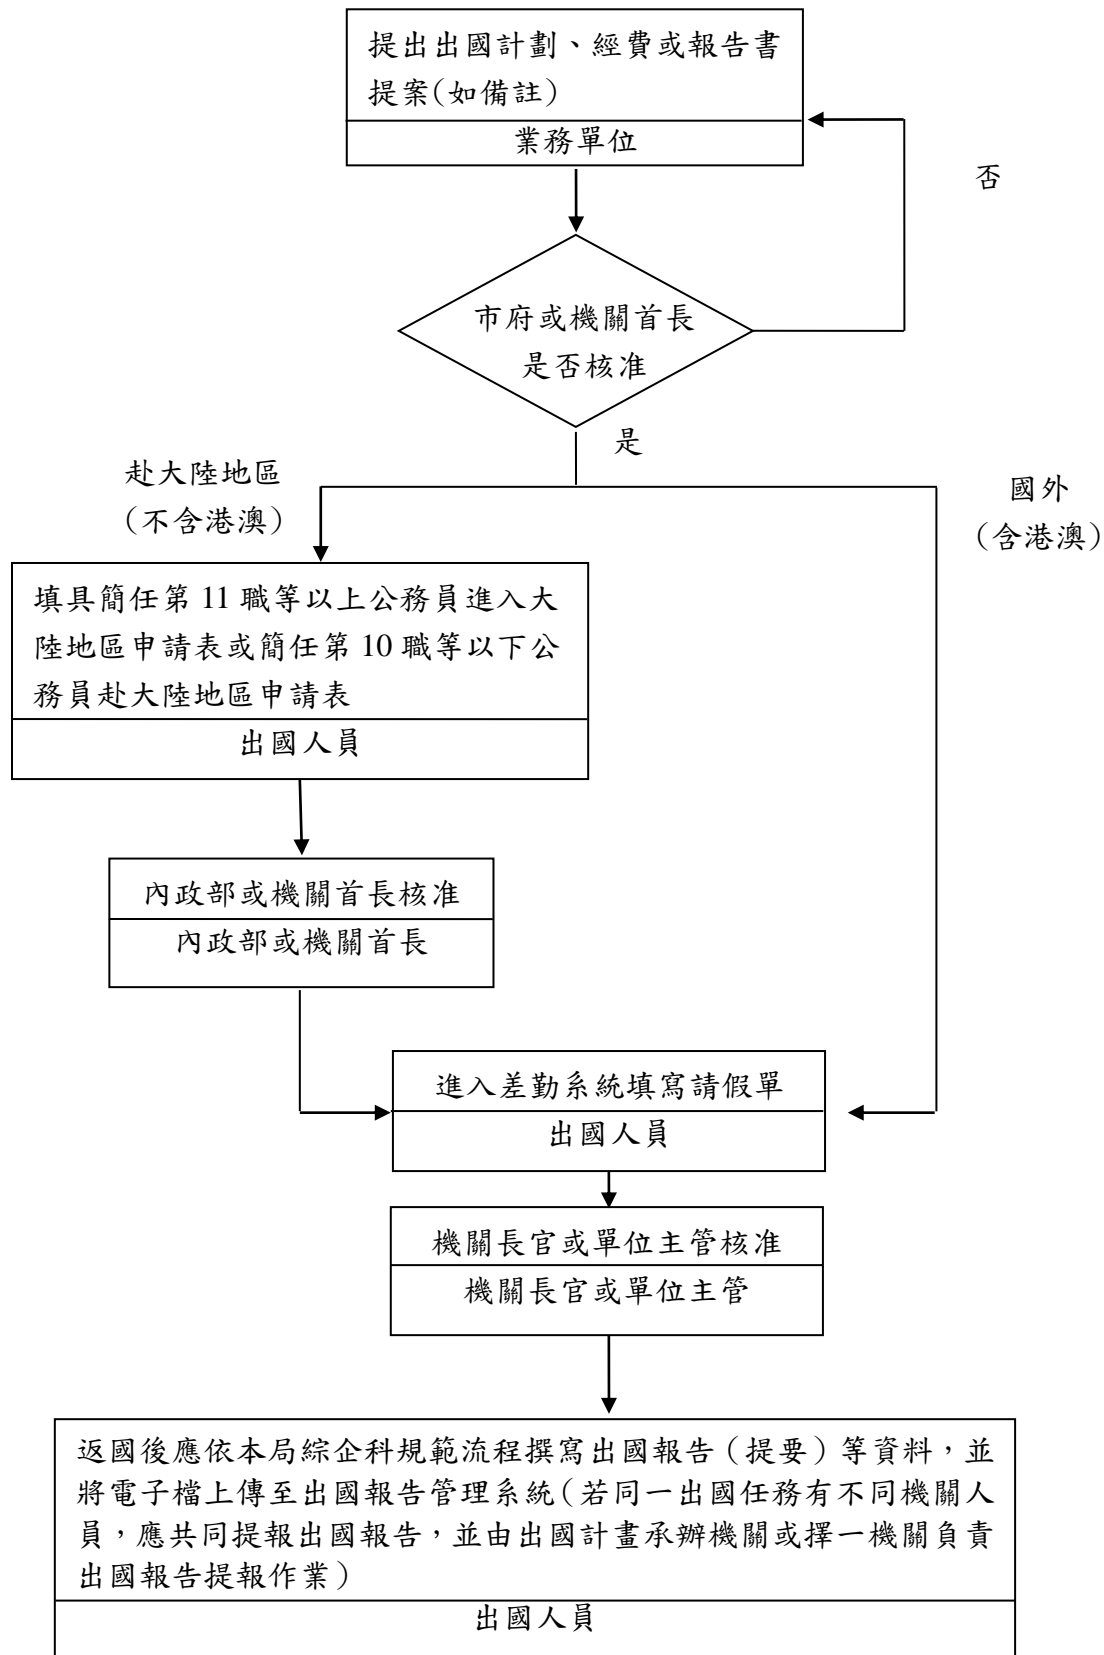 提出出國計劃、經費或報告書
提案(如備註)
業務單位
否
市府或機關首長
是否核准
是
赴大陸地區
(不含港澳)
國外
(含港澳)
填具簡任第 11 職等以上公務員進入大
陸地區申請表或簡任第 10 職等以下公
務員赴大陸地區申請表
出國人員
內政部或機關首長核准
內政部或機關首長
進入差勤系統填寫請假單
出國人員
機關長官或單位主管核准
機關長官或單位主管
返國後應依本局綜企科規範流程撰寫出國報告(提要)等資料,並
將電子檔上傳至出國報告管理系統(若同一出國任務有不同機關人
員,應共同提報出國報告,並由出國計畫承辦機關或擇一機關負責
出國報告提報作業)
出國人員